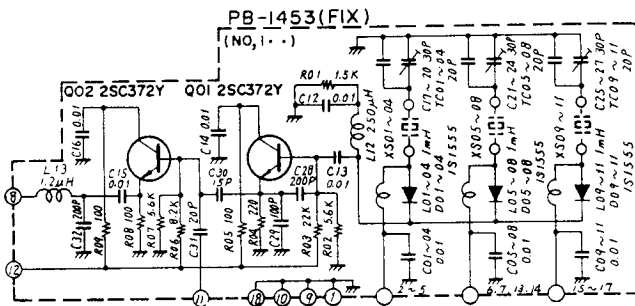 PB-1453(FIX)
(NO,1··)
Q02 2SC372Y
Q01 2SC372Y
R01 1.5K
C12 0.01
C16 0.01
C14 0.01
L12 250μH
C17~20 30P
TC01~04 20P
C21~24 30P
TC05~08 20P
C25~27 30P
TC09~11 20P
XS01~04
XS05~08
XS09~11
L13 1.2μH
C15 0.01
C30 15P
C28 200P
C13 0.01
L01~04 1mH
D01~04 1S1555
L05~08 1mH
D05~08 1S1555
L09~11 1mH
D09~11 1S1555
C32 200P
R09 100
R08 100
R07 5.6K
R06 8.2K
C31 20P
R05 100
R04 220
C29 100P
R03 22K
R02 56K
C01~04 0.01
C05~08 0.01
C09~11 0.01
8
12
11
18
10
9
1
2~5
6,7,13,14
15~17